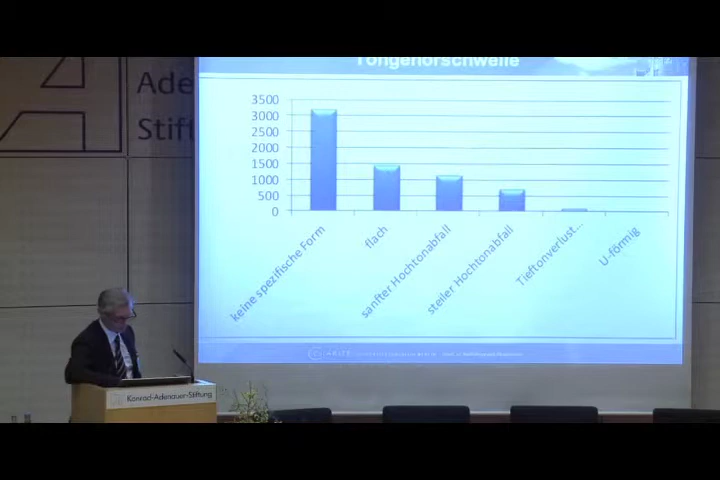 Tongehörschwelle
Ade
Stift
3500
3000
2500
2000
1500
1000
500
0
keine spezifische Form
flach
sanfter Hochtonabfall
steiler Hochtonabfall
Tieftonverlust...
U-förmig
Konrad-Adenauer-Stiftung